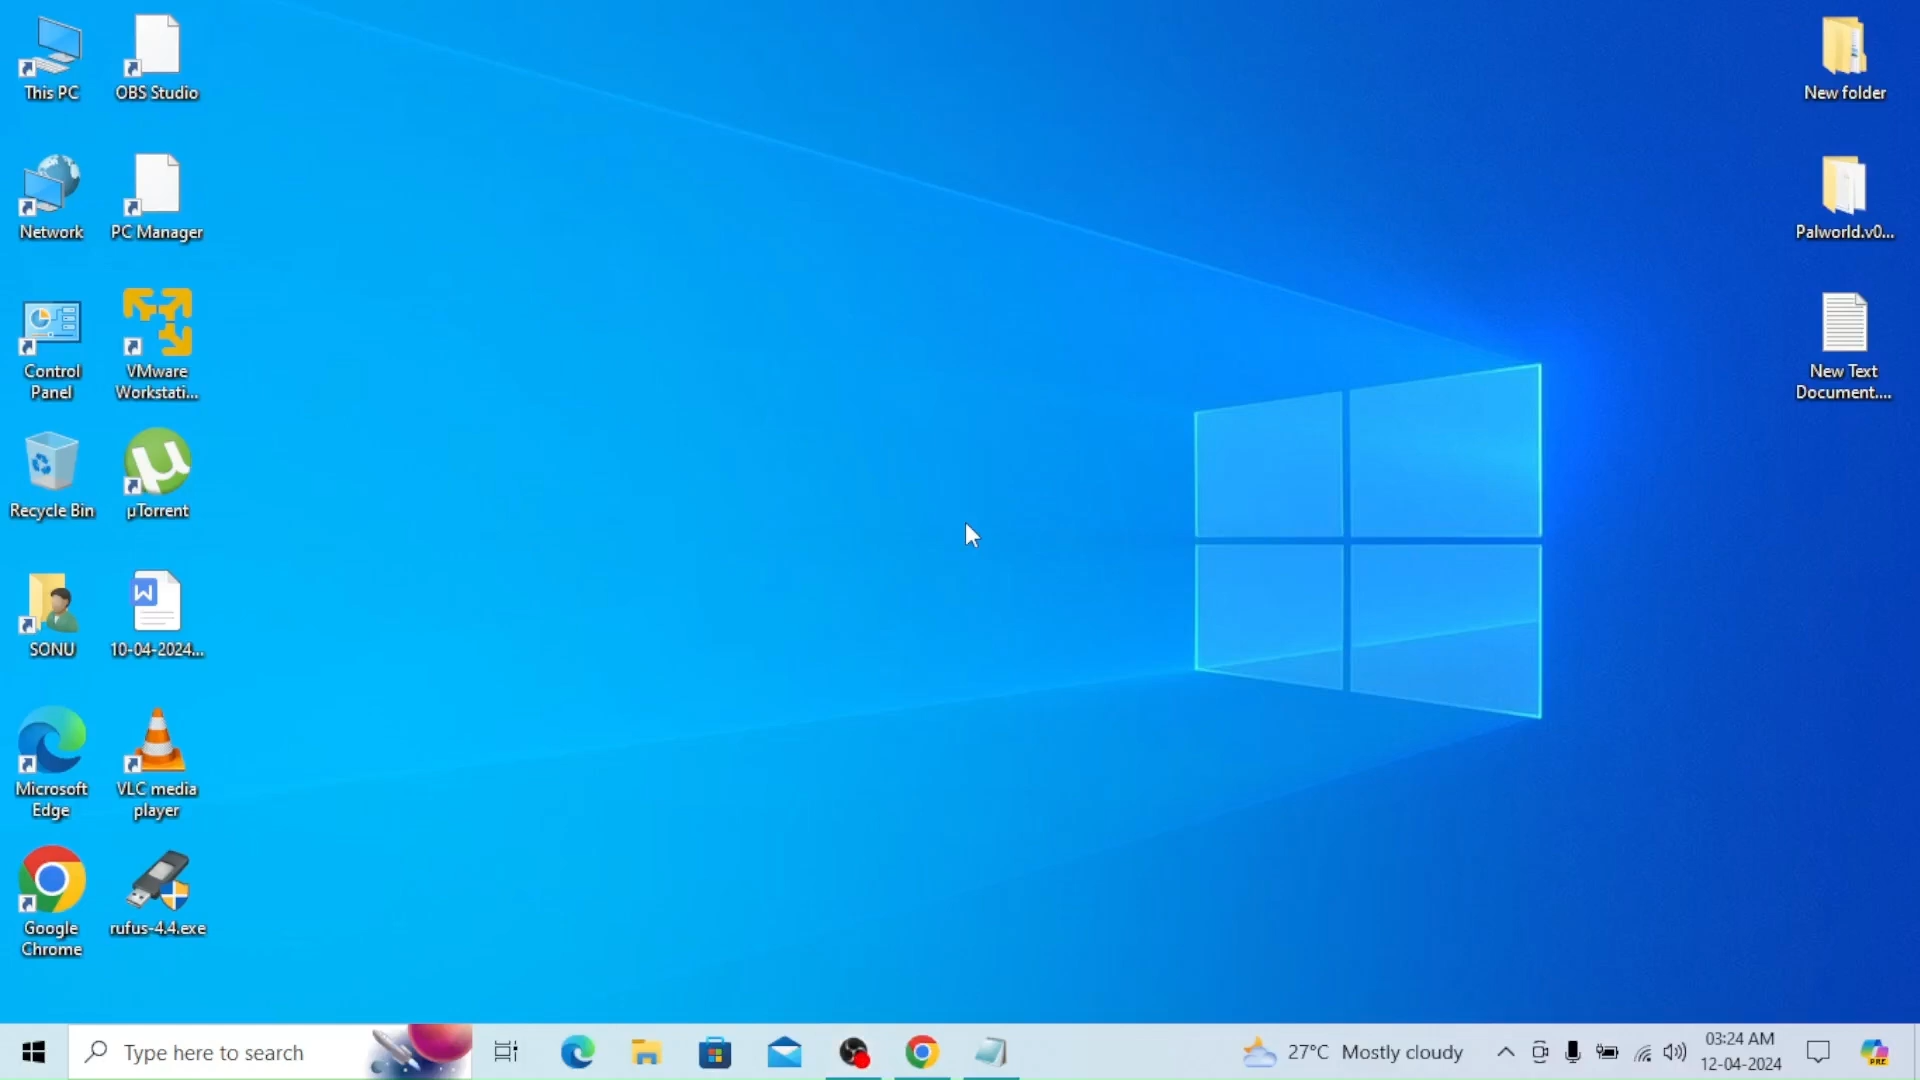 This PC
OBS Studio
New folder
Network
PC Manager
Palworld.v0...
Control
Panel
VMware
Workstati...
New Text
Document....
Recycle Bin
µTorrent
SONU
10-04-2024...
W
Microsoft
Edge
VLC media
player
Google
Chrome
rufus-4.4.exe
Type here to search
27°C Mostly cloudy
03:24 AM
12-04-2024
PRE